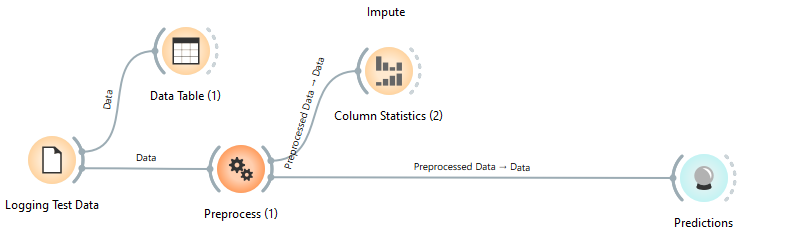 Impute
Data Table (1)
Data
Preprocessed Data → Data
Column Statistics (2)
Data
Preprocessed Data → Data
Logging Test Data
Preprocess (1)
Predictions